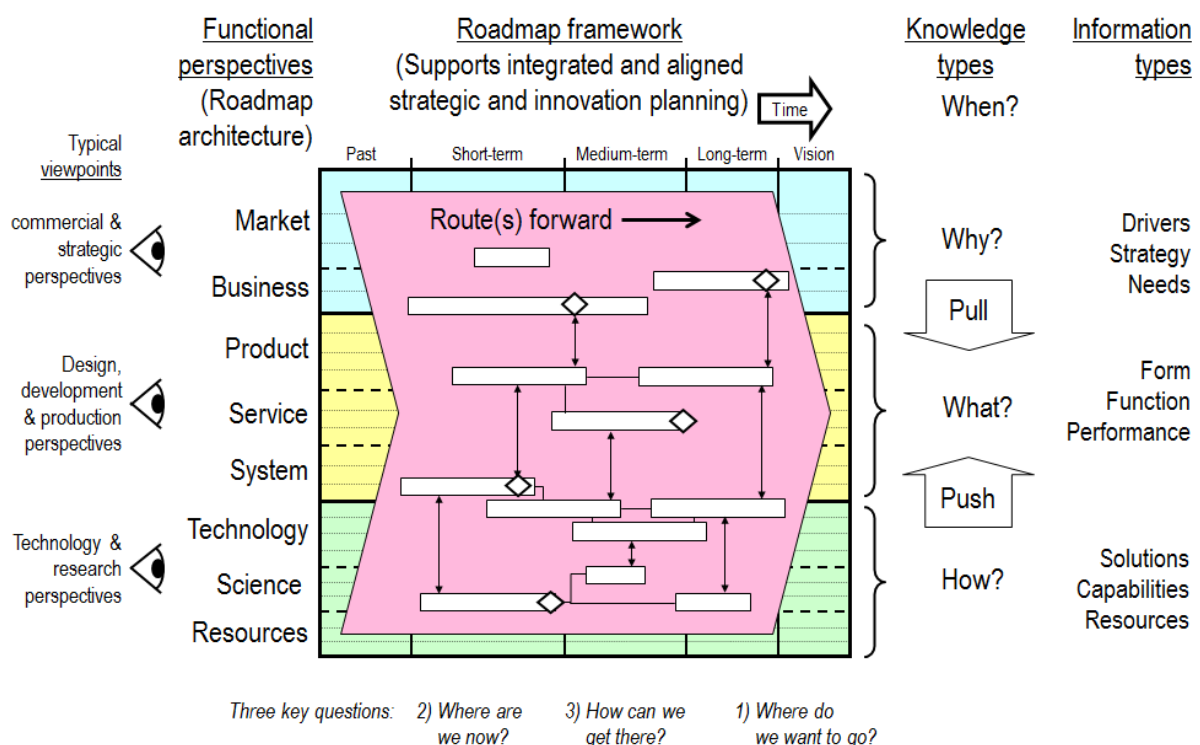 Functional
perspectives
(Roadmap
architecture)
Roadmap framework
(Supports integrated and aligned
strategic and innovation planning)
Time
Knowledge
types
When?
Information
types
Typical
viewpoints
Past
Short-term
Medium-term
Long-term
Vision
commercial &
strategic
perspectives
Market
Business
Route(s) forward
Why?
Drivers
Strategy
Needs
Pull
Design,
development
& production
perspectives
Product
Service
System
What?
Form
Function
Performance
Push
Technology &
research
perspectives
Technology
Science
Resources
How?
Solutions
Capabilities
Resources
Three key questions:
2) Where are
we now?
3) How can we
get there?
1) Where do
we want to go?